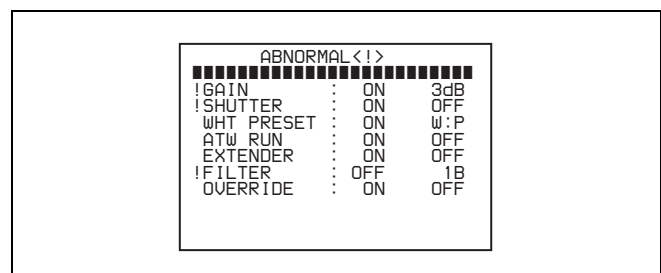 ABNORMAL<!>
!GAIN : ON 3dB
!SHUTTER : ON OFF
WHT PRESET : ON W:P
ATW RUN : ON OFF
EXTENDER : ON OFF
!FILTER : OFF 1B
OVERRIDE : ON OFF